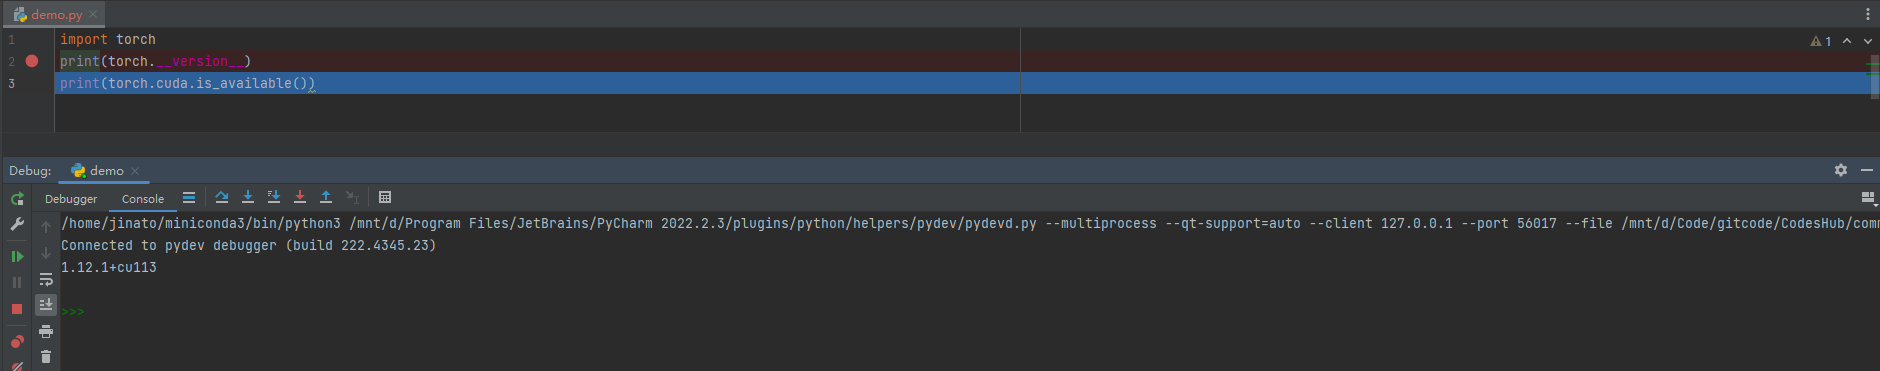 demo.py
1 import torch
2 print(torch.__version__)
3 print(torch.cuda.is_available())
1
Debug: demo
Debugger Console
/home/jinato/miniconda3/bin/python3 /mnt/d/Program Files/JetBrains/PyCharm 2022.2.3/plugins/python/helpers/pydev/pydevd.py --multiprocess --qt-support=auto --client 127.0.0.1 --port 56017 --file /mnt/d/Code/gitcode/CodesHub/com
Connected to pydev debugger (build 222.4345.23)
1.12.1+cu113
>>>